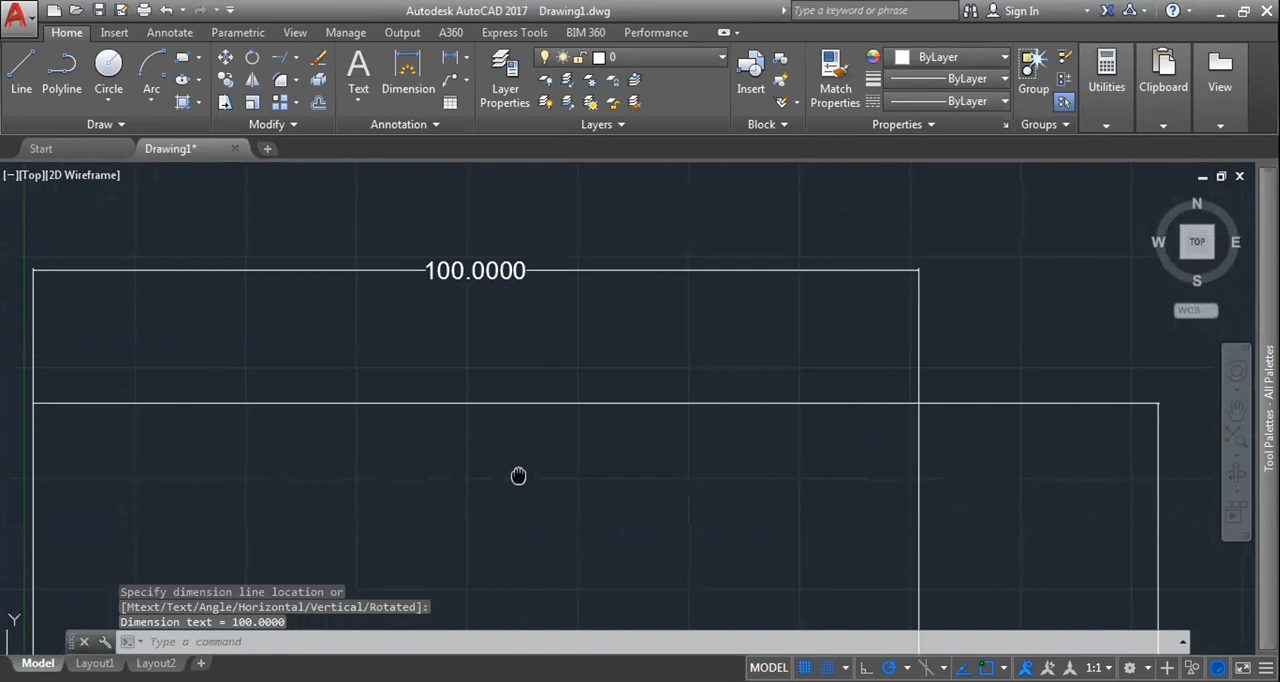 Autodesk AutoCAD 2017 Drawing1.dwg
Type a keyword or phrase
Sign In
Home Insert Annotate Parametric View Manage Output A360 Express Tools BIM 360 Performance
Line Polyline Circle Arc
Text Dimension
Layer Properties
0
Insert
Match Properties
ByLayer
ByLayer
ByLayer
Group
Utilities
Clipboard
View
Draw Modify Annotation Layers Block Properties Groups
Start Drawing1*
[−][Top][2D Wireframe]
N
W TOP E
S
WCS
100.0000
Tool Palettes - All Palettes
Specify dimension line location or
[Mtext/Text/Angle/Horizontal/Vertical/Rotated]:
Dimension text = 100.0000
Y
Type a command
Model Layout1 Layout2
MODEL
1:1